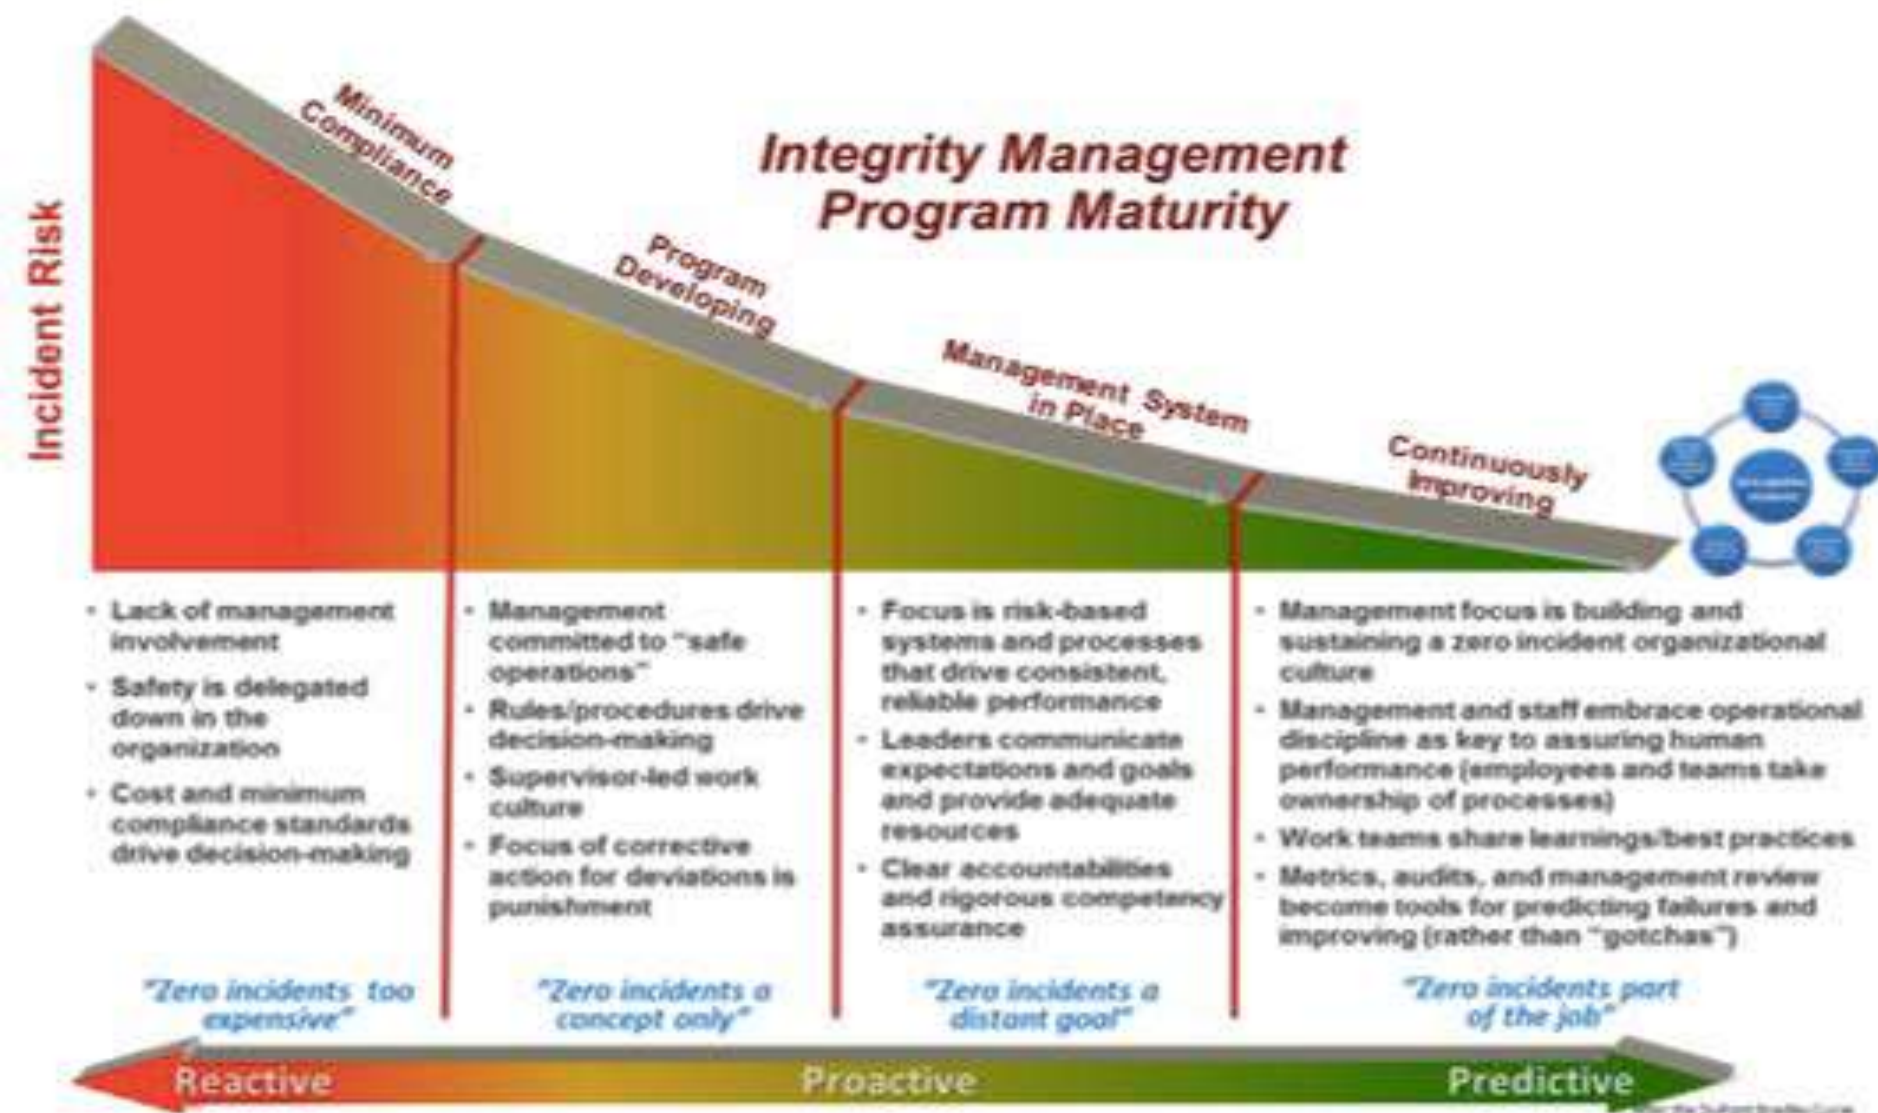 Integrity Management
Program Maturity
Incident Risk
Minimum
Compliance
Program
Developing
Management System
in Place
Continuously
Improving
• Lack of management
involvement
• Safety is delegated
down in the
organization
• Cost and minimum
compliance standards
drive decision-making
"Zero incidents too
expensive"
• Management
committed to "safe
operations"
• Rules/procedures drive
decision-making
• Supervisor-led work
culture
• Focus of corrective
action for deviations is
punishment
"Zero incidents a
concept only"
• Focus is risk-based
systems and processes
that drive consistent,
reliable performance
• Leaders communicate
expectations and goals
and provide adequate
resources
• Clear accountabilities
and rigorous competency
assurance
"Zero incidents a
distant goal"
• Management focus is building and
sustaining a zero incident organizational
culture
• Management and staff embrace operational
discipline as key to assuring human
performance (employees and teams take
ownership of processes)
• Work teams share learnings/best practices
• Metrics, audits, and management review
become tools for predicting failures and
improving (rather than "gotchas")
"Zero incidents part
of the job"
Reactive
Proactive
Predictive